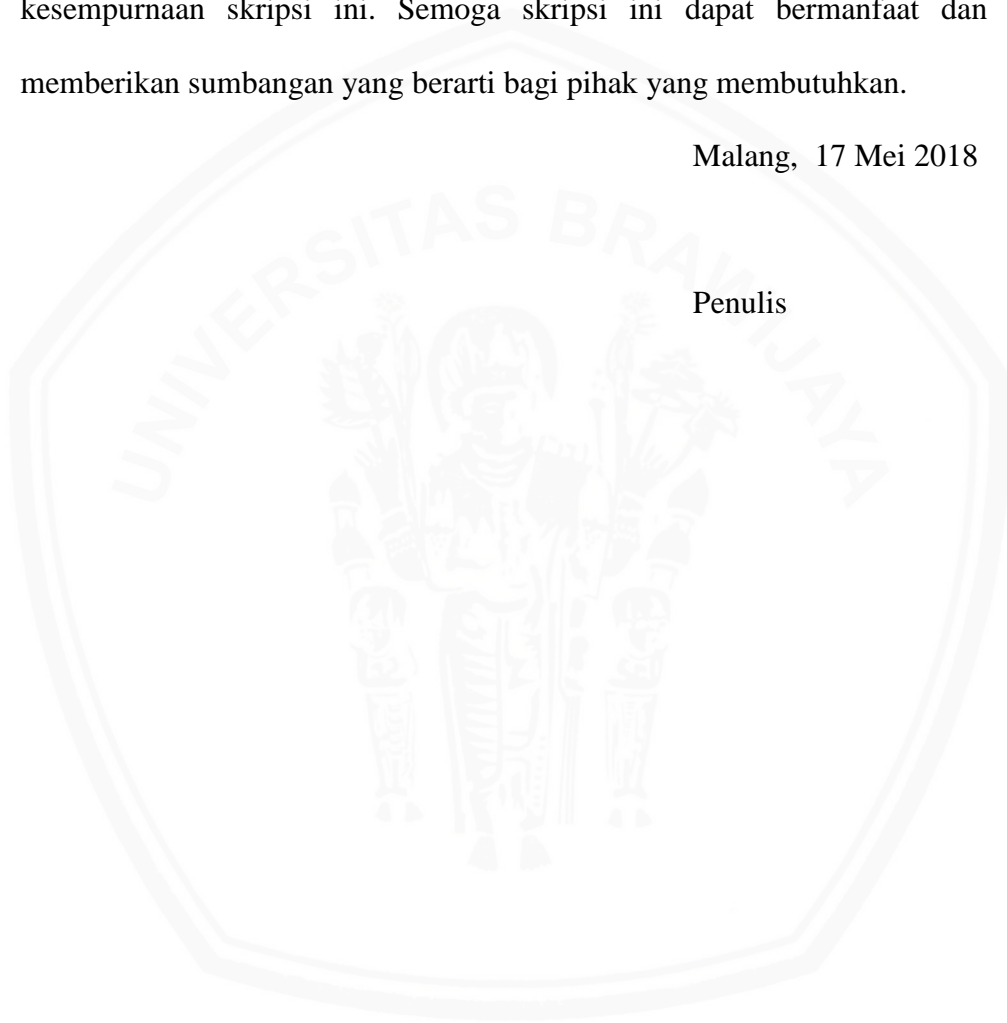 kesempurnaan skripsi ini. Semoga skripsi ini dapat bermanfaat dan
memberikan sumbangan yang berarti bagi pihak yang membutuhkan.
Malang, 17 Mei 2018
UNIVERSITAS BRAWIJAYA
Penulis